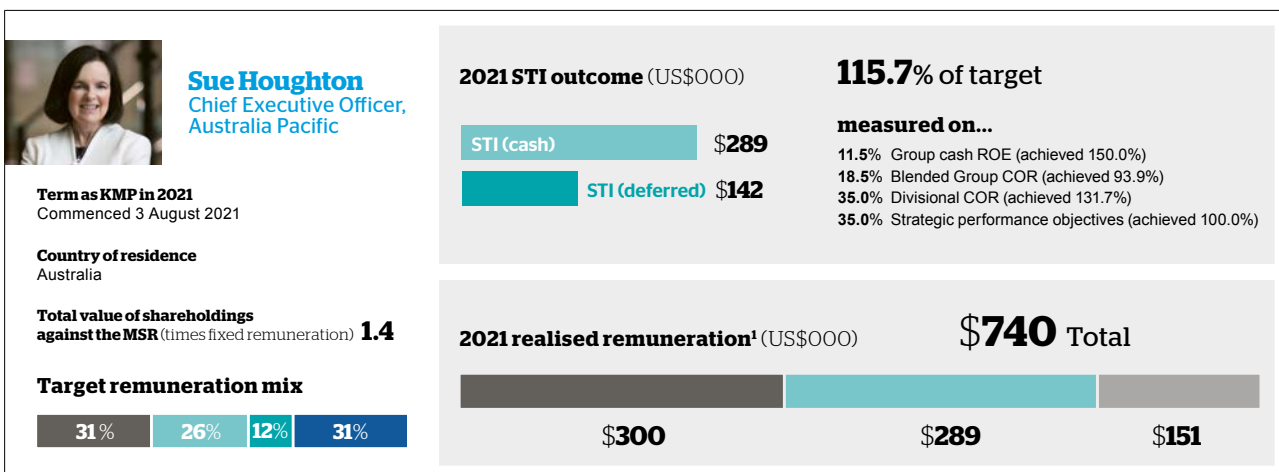 Sue Houghton
Chief Executive Officer,
Australia Pacific
Term as KMP in 2021
Commenced 3 August 2021
Country of residence
Australia
Total value of shareholdings
against the MSR (times fixed remuneration) 1.4
Target remuneration mix
31% 26% 12% 31%
2021 STI outcome (US$000)
STI (cash) $289
STI (deferred) $142
115.7% of target
measured on...
11.5% Group cash ROE (achieved 150.0%)
18.5% Blended Group COR (achieved 93.9%)
35.0% Divisional COR (achieved 131.7%)
35.0% Strategic performance objectives (achieved 100.0%)
2021 realised remuneration¹ (US$000) $740 Total
$300 $289 $151